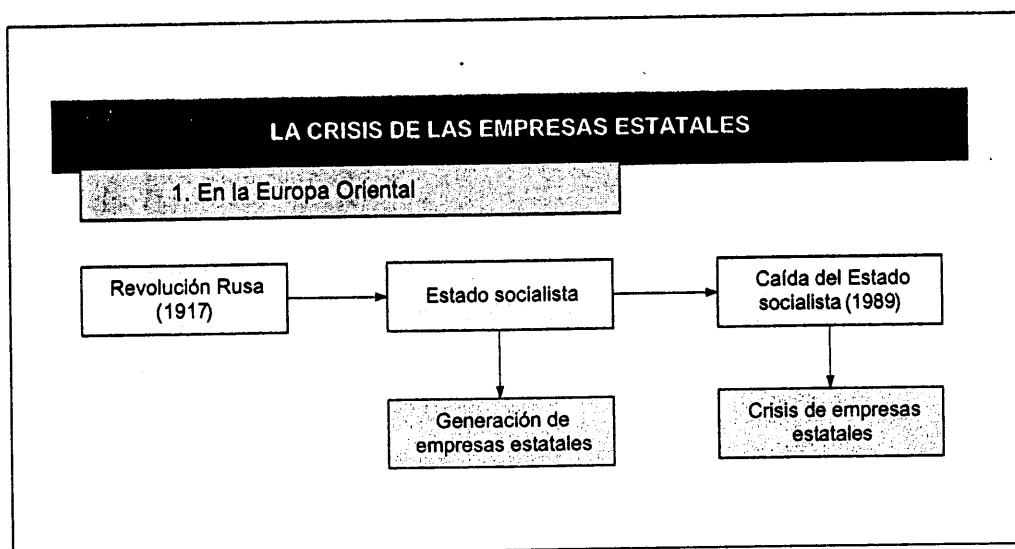 LA CRISIS DE LAS EMPRESAS ESTATALES
1. En la Europa Oriental
Revolución Rusa
(1917)
Estado socialista
Caída del Estado
socialista (1989)
Generación de
empresas estatales
Crisis de empresas
estatales